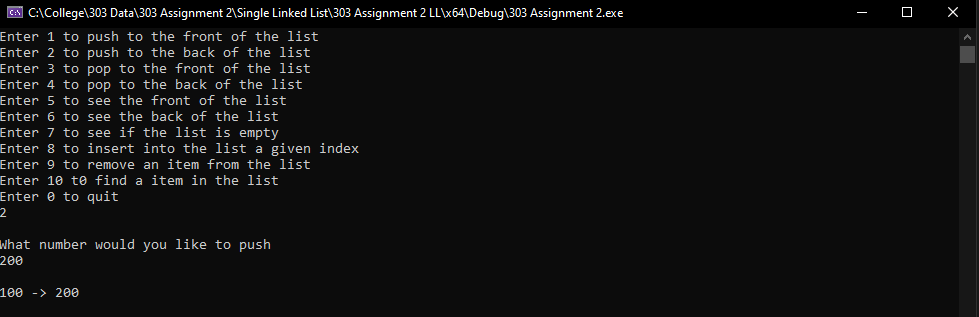 C:\College\303 Data\303 Assignment 2\Single Linked List\303 Assignment 2 LL\x64\Debug\303 Assignment 2.exe
Enter 1 to push to the front of the list
Enter 2 to push to the back of the list
Enter 3 to pop to the front of the list
Enter 4 to pop to the back of the list
Enter 5 to see the front of the list
Enter 6 to see the back of the list
Enter 7 to see if the list is empty
Enter 8 to insert into the list a given index
Enter 9 to remove an item from the list
Enter 10 t0 find a item in the list
Enter 0 to quit
2
What number would you like to push
200
100 -> 200